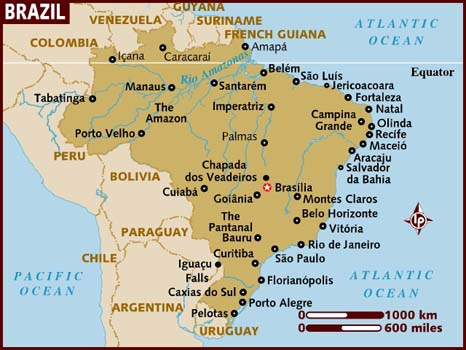 BRAZIL
VENEZUELA
GUYANA
SURINAME
FRENCH GUIANA
ATLANTIC
OCEAN
COLOMBIA
Içana
Caracaraí
Amapá
Equator
Rio Amazonas
Belém
São Luís
Jericoacoara
Tabatinga
Manaus
Santarém
Fortaleza
The
Amazon
Imperatriz
Natal
Campina
Grande
Olinda
Porto Velho
Palmas
Recife
Maceió
PERU
Aracaju
Chapada
dos Veadeiros
Salvador
da Bahia
BOLIVIA
Cuiabá
Brasília
Goiânia
Montes Claros
The
Pantanal
Belo Horizonte
Vitória
PARAGUAY
Bauru
Rio de Janeiro
CHILE
Iguaçu
Falls
Curitiba
São Paulo
PACIFIC
OCEAN
Florianópolis
ATLANTIC
OCEAN
Caxias do Sul
ARGENTINA
Porto Alegre
Pelotas
URUGUAY
0 1000 km
0 600 miles
lp